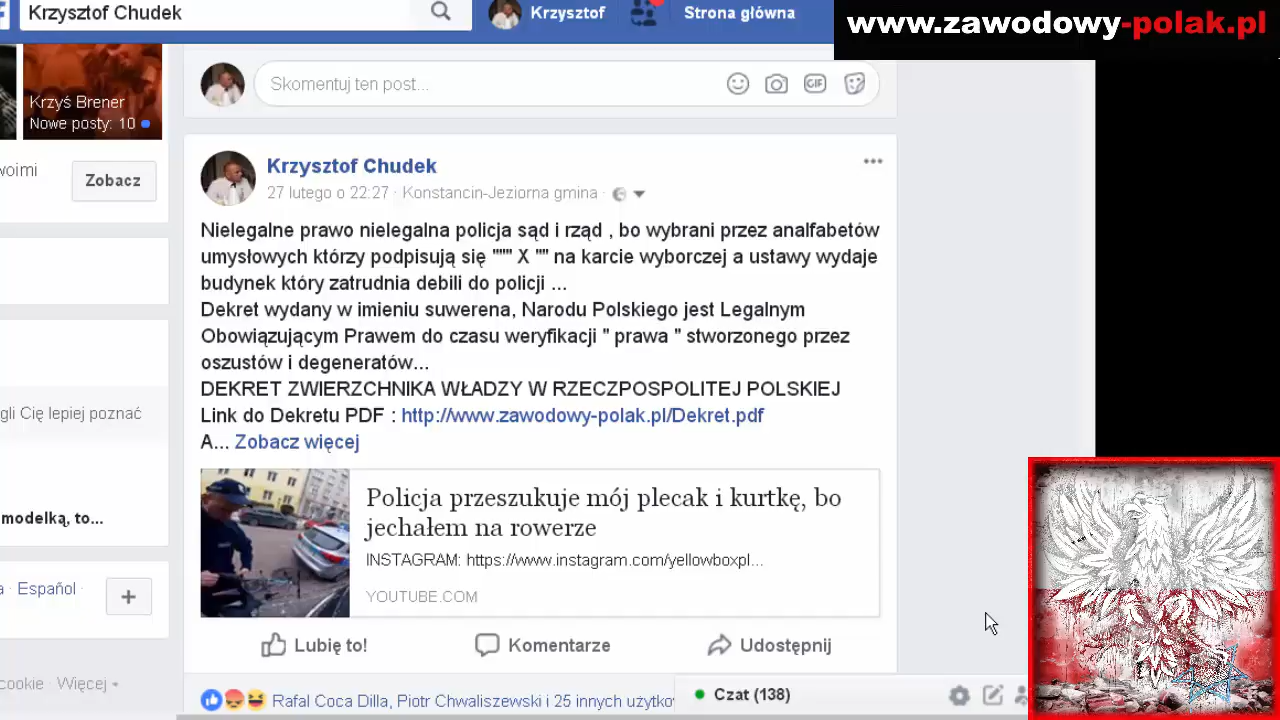 Krzysztof Chudek
Krzysztof
Strona główna
www.zawodowy-polak.pl
Skomentuj ten post...
GIF
Krzyś Brener
Nowe posty: 10
Zobacz
Krzysztof Chudek
27 lutego o 22:27 · Konstancin-Jeziorna gmina ·
Nielegalne prawo nielegalna policja sąd i rząd , bo wybrani przez analfabetów
umysłowych którzy podpisują się """ X "" na karcie wyborczej a ustawy wydaje
budynek który zatrudnia debili do policji ...
Dekret wydany w imieniu suwerena, Narodu Polskiego jest Legalnym
Obowiązującym Prawem do czasu weryfikacji " prawa " stworzonego przez
oszustów i degeneratów...
DEKRET ZWIERZCHNIKA WŁADZY W RZECZPOSPOLITEJ POLSKIEJ
Link do Dekretu PDF : http://www.zawodowy-polak.pl/Dekret.pdf
A... Zobacz więcej
gli Cię lepiej poznać
modelką, to...
Español ·
cookie · Więcej
Policja przeszukuje mój plecak i kurtkę, bo
jechałem na rowerze
INSTAGRAM: https://www.instagram.com/yellowboxpl...
YOUTUBE.COM
Lubię to!
Komentarze
Udostępnij
Rafal Coca Dilla, Piotr Chwaliszewski i 25 innych użytko
Czat (138)